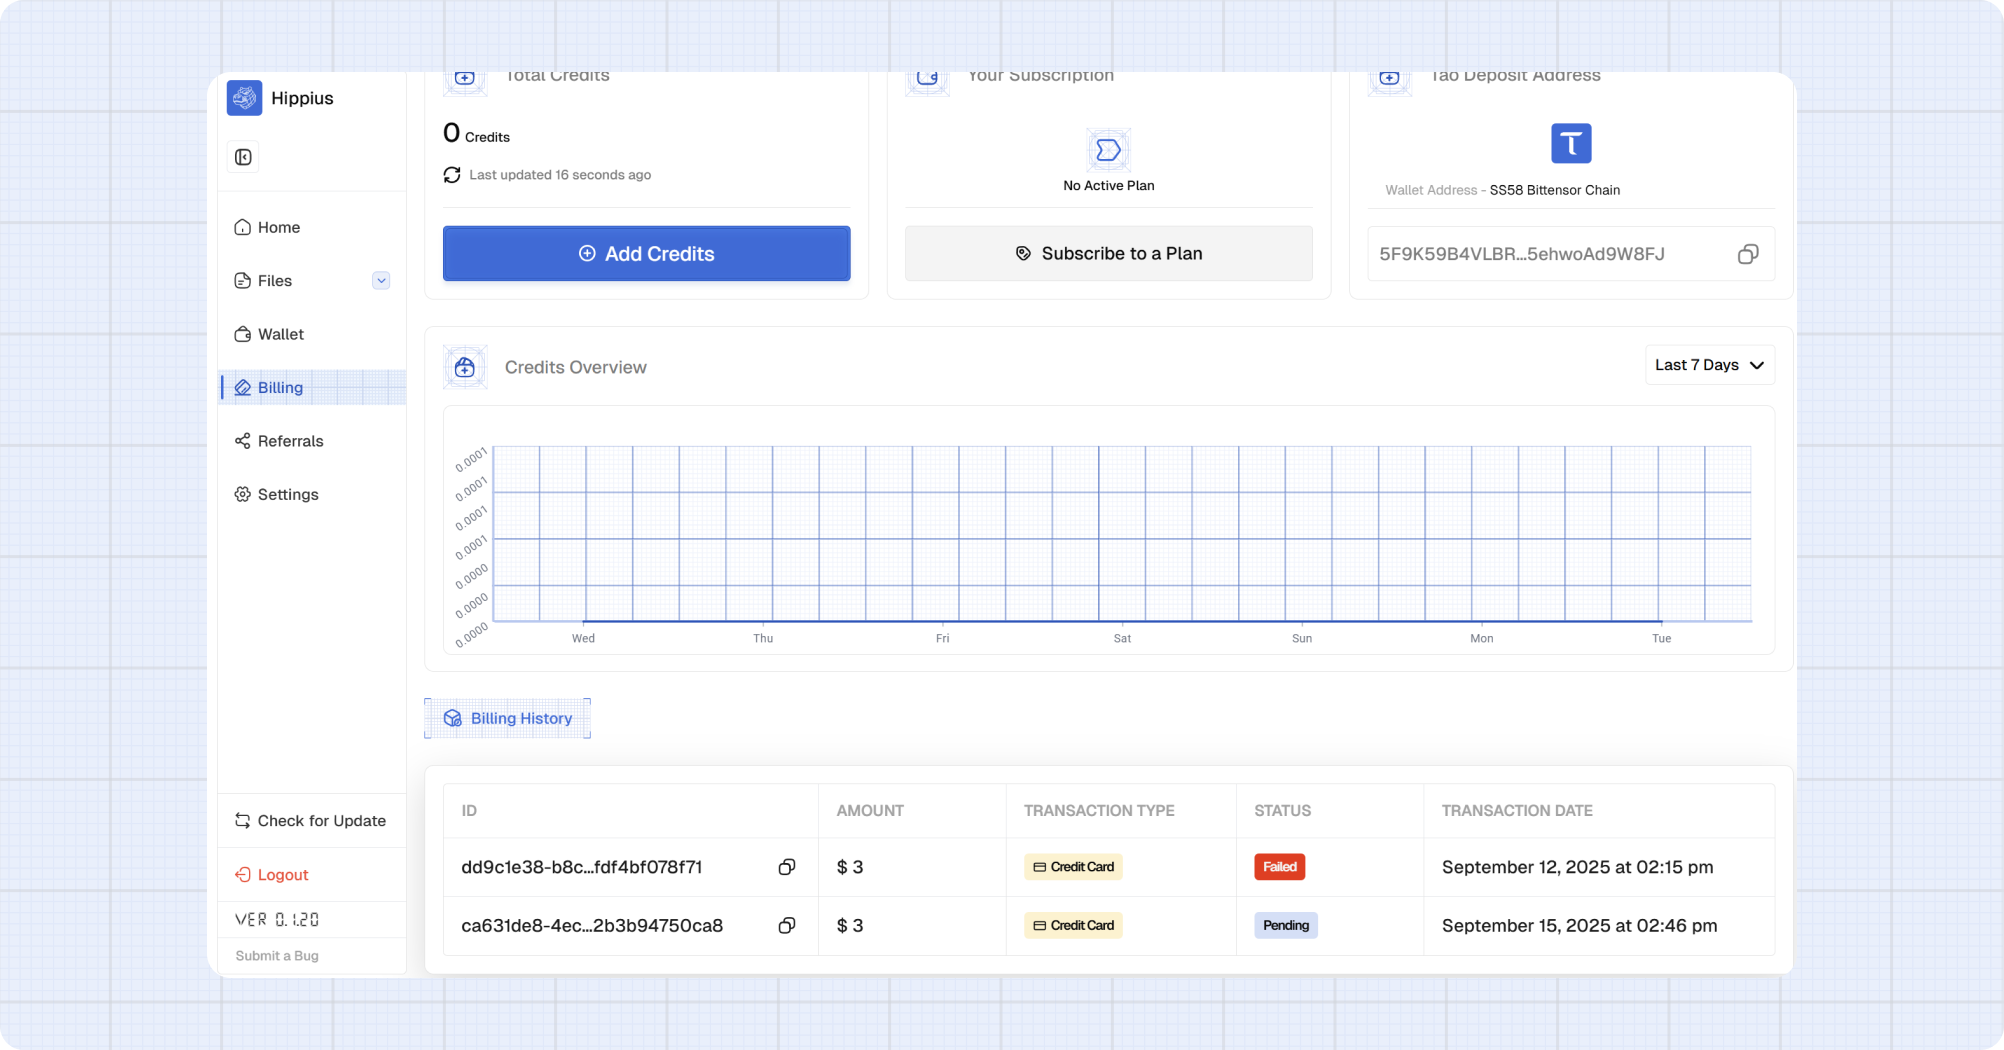 Hippius
Home
Files
Wallet
Billing
Referrals
Settings
Check for Update
Logout
VER 0.1.20
Submit a Bug
Total Credits
0 Credits
Last updated 16 seconds ago
Add Credits
Your Subscription
No Active Plan
Subscribe to a Plan
Tao Deposit Address
Wallet Address - SS58 Bittensor Chain
5F9K59B4VLBR...5ehwoAd9W8FJ
Credits Overview
Last 7 Days
0.0001
0.0001
0.0001
0.0001
0.0000
0.0000
0.0000
Wed Thu Fri Sat Sun Mon Tue
Billing History
ID AMOUNT TRANSACTION TYPE STATUS TRANSACTION DATE
dd9c1e38-b8c...fdf4bf078f71 $ 3 Credit Card Failed September 12, 2025 at 02:15 pm
ca631de8-4ec...2b3b94750ca8 $ 3 Credit Card Pending September 15, 2025 at 02:46 pm